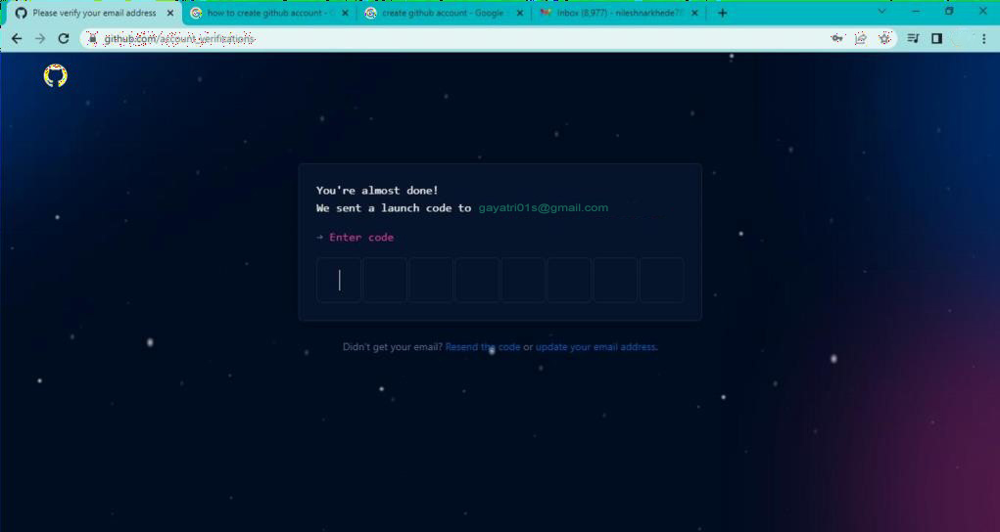 Please verify your email address
how to create github account - G
create github account - Google
Inbox (8,977) - nileshnarkhede7
github.com/account_verifications
You're almost done!
We sent a launch code to gayatri01s@gmail.com
→ Enter code
Didn't get your email? Resend the code or update your email address.